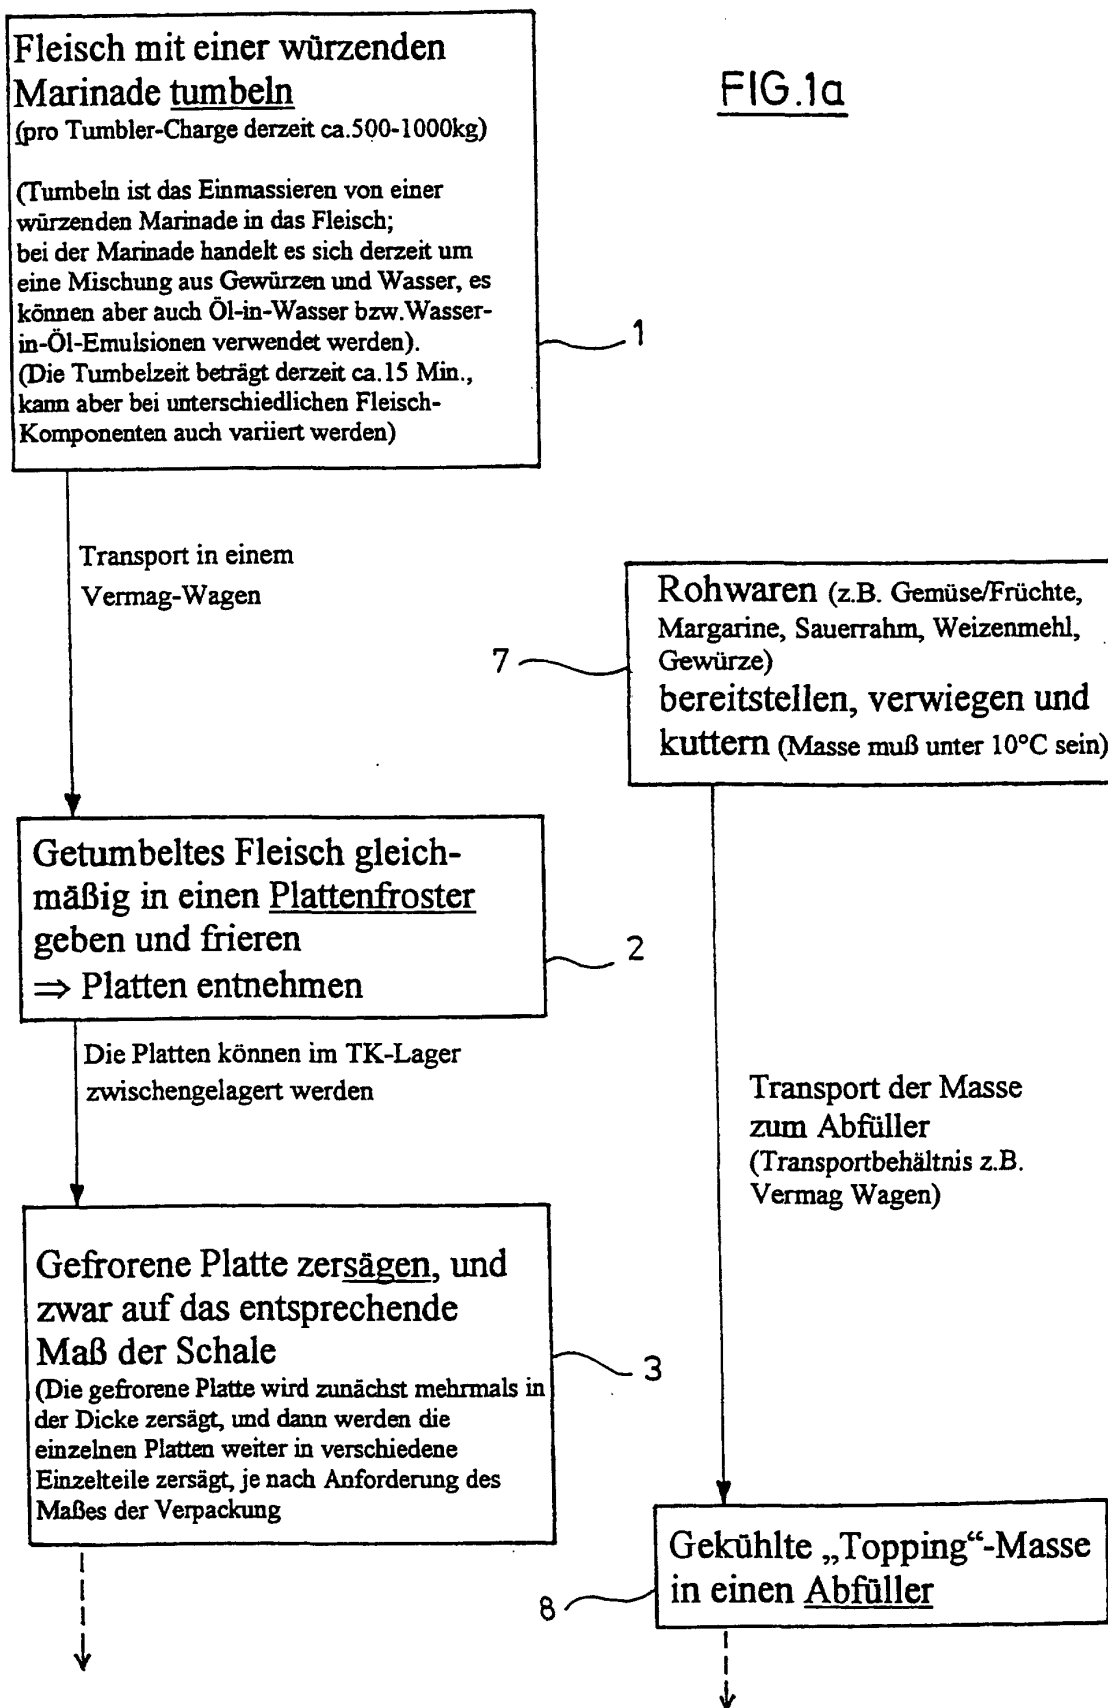 FIG.1a
Fleisch mit einer würzenden
Marinade tumbeln
(pro Tumbler-Charge derzeit ca.500-1000kg)
(Tumbeln ist das Einmassieren von einer
würzenden Marinade in das Fleisch;
bei der Marinade handelt es sich derzeit um
eine Mischung aus Gewürzen und Wasser, es
können aber auch Öl-in-Wasser bzw.Wasser-
in-Öl-Emulsionen verwendet werden).
(Die Tumbelzeit beträgt derzeit ca.15 Min.,
kann aber bei unterschiedlichen Fleisch-
Komponenten auch variiert werden)
1
Transport in einem
Vermag-Wagen
Getumbeltes Fleisch gleich-
mäßig in einen Plattenfroster
geben und frieren
⇒ Platten entnehmen
2
Die Platten können im TK-Lager
zwischengelagert werden
Gefrorene Platte zersägen, und
zwar auf das entsprechende
Maß der Schale
(Die gefrorene Platte wird zunächst mehrmals in
der Dicke zersägt, und dann werden die
einzelnen Platten weiter in verschiedene
Einzelteile zersägt, je nach Anforderung des
Maßes der Verpackung
3
Rohwaren (z.B. Gemüse/Früchte,
Margarine, Sauerrahm, Weizenmehl,
Gewürze)
bereitstellen, verwiegen und
kuttern (Masse muß unter 10°C sein)
7
Transport der Masse
zum Abfüller
(Transportbehältnis z.B.
Vermag Wagen)
Gekühlte „Topping“-Masse
in einen Abfüller
8